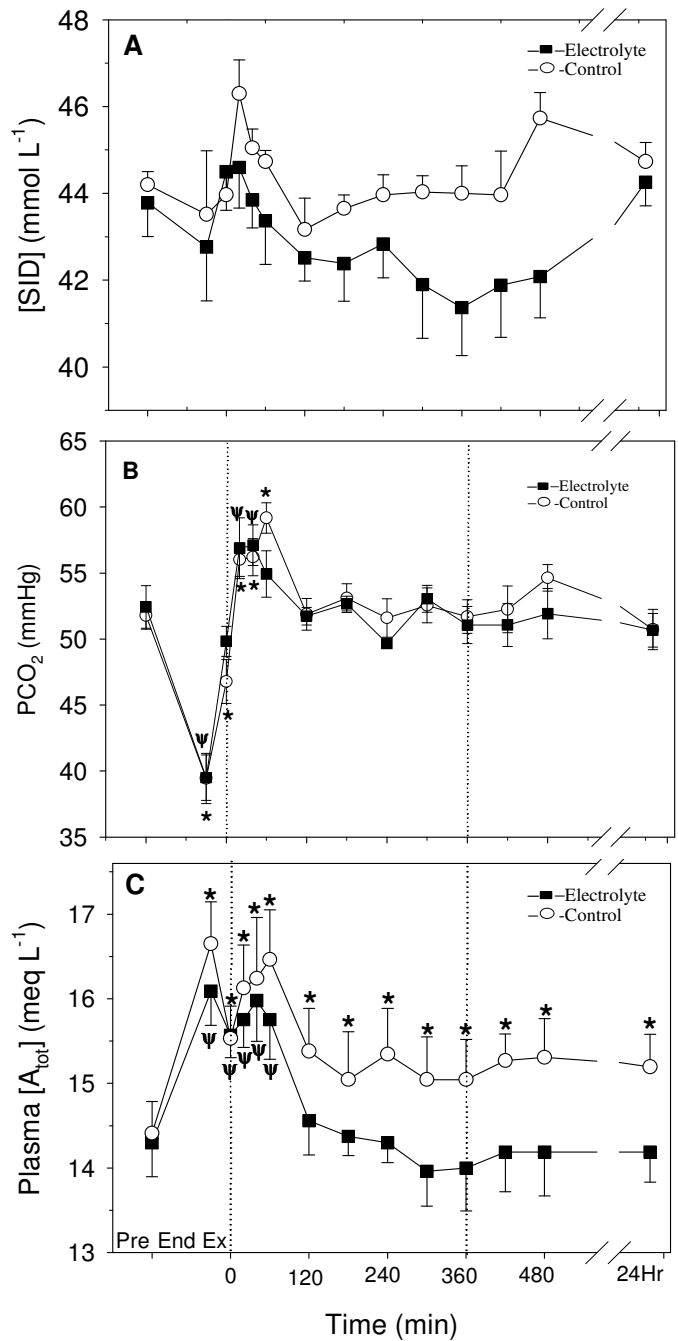 48
A
–Electrolyte
–Control
46
44
42
40
[SID] (mmol L⁻¹)
65
B
–Electrolyte
-Control
60
ψ ψ *
55
* *
50
45
ψ
*
40
*
35
PCO₂ (mmHg)
C
–Electrolyte
-Control
17
* * * *
16
* * * * * * * * *
ψ ψ ψ ψ ψ
15
14
13
Plasma [Aₜₒₜ] (meq L⁻¹)
Pre End Ex
0 120 240 360 480 24Hr
Time (min)